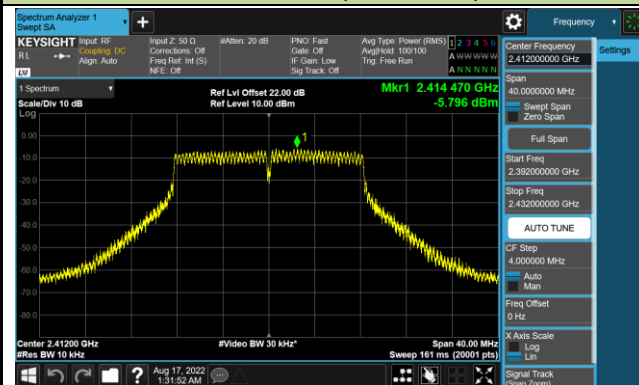 Spectrum Analyzer 1
Swept SA
Frequency
KEYSIGHT
RL
Input: RF
Coupling: DC
Align: Auto
Input Z: 50 Ω
Corrections: Off
Freq Ref: Int (S)
NFE: Off
#Atten: 20 dB
PNO: Fast
Gate: Off
IF Gain: Low
Sig Track: Off
Avg Type: Power (RMS)
Avg|Hold: 100/100
Trig: Free Run
1 2 3 4 5 6
A W W W W W
A N N N N N
LXI
1 Spectrum
Scale/Div 10 dB
Log
Ref Lvl Offset 22.00 dB
Ref Level 10.00 dBm
Mkr1 2.414 470 GHz
-5.796 dBm
1
0.00
-10.0
-20.0
-30.0
-40.0
-50.0
-60.0
-70.0
-80.0
Center 2.41200 GHz
#Res BW 10 kHz
#Video BW 30 kHz*
Span 40.00 MHz
Sweep 161 ms (20001 pts)
Aug 17, 2022
1:31:52 AM
Center Frequency
2.412000000 GHz
Settings
Span
40.0000000 MHz
Swept Span
Zero Span
Full Span
Start Freq
2.392000000 GHz
Stop Freq
2.432000000 GHz
AUTO TUNE
CF Step
4.000000 MHz
Auto
Man
Freq Offset
0 Hz
X Axis Scale
Log
Lin
Signal Track
(Span Zoom)